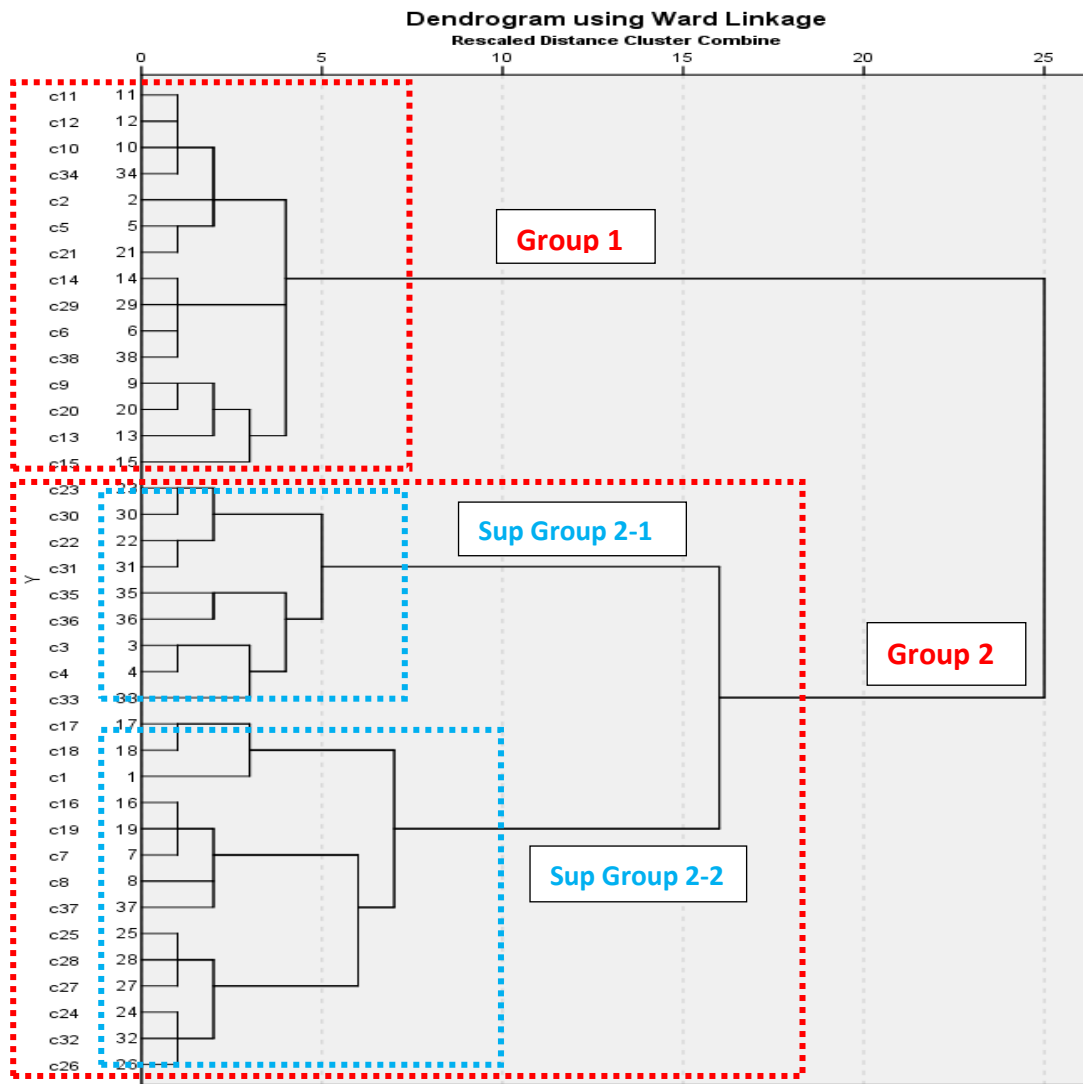 Dendrogram using Ward Linkage
Rescaled Distance Cluster Combine
0 5 10 15 20 25
c11 11
c12 12
c10 10
c34 34
c2 2
c5 5
Group 1
c21 21
c14 14
c29 29
c6 6
c38 38
c9 9
c20 20
c13 13
c15 15
c23 23
c30 30
Sup Group 2-1
c22 22
c31 31
Y
c35 35
c36 36
c3 3
Group 2
c4 4
c33 33
c17 17
c18 18
c1 1
c16 16
c19 19
c7 7
Sup Group 2-2
c8 8
c37 37
c25 25
c28 28
c27 27
c24 24
c32 32
c26 26